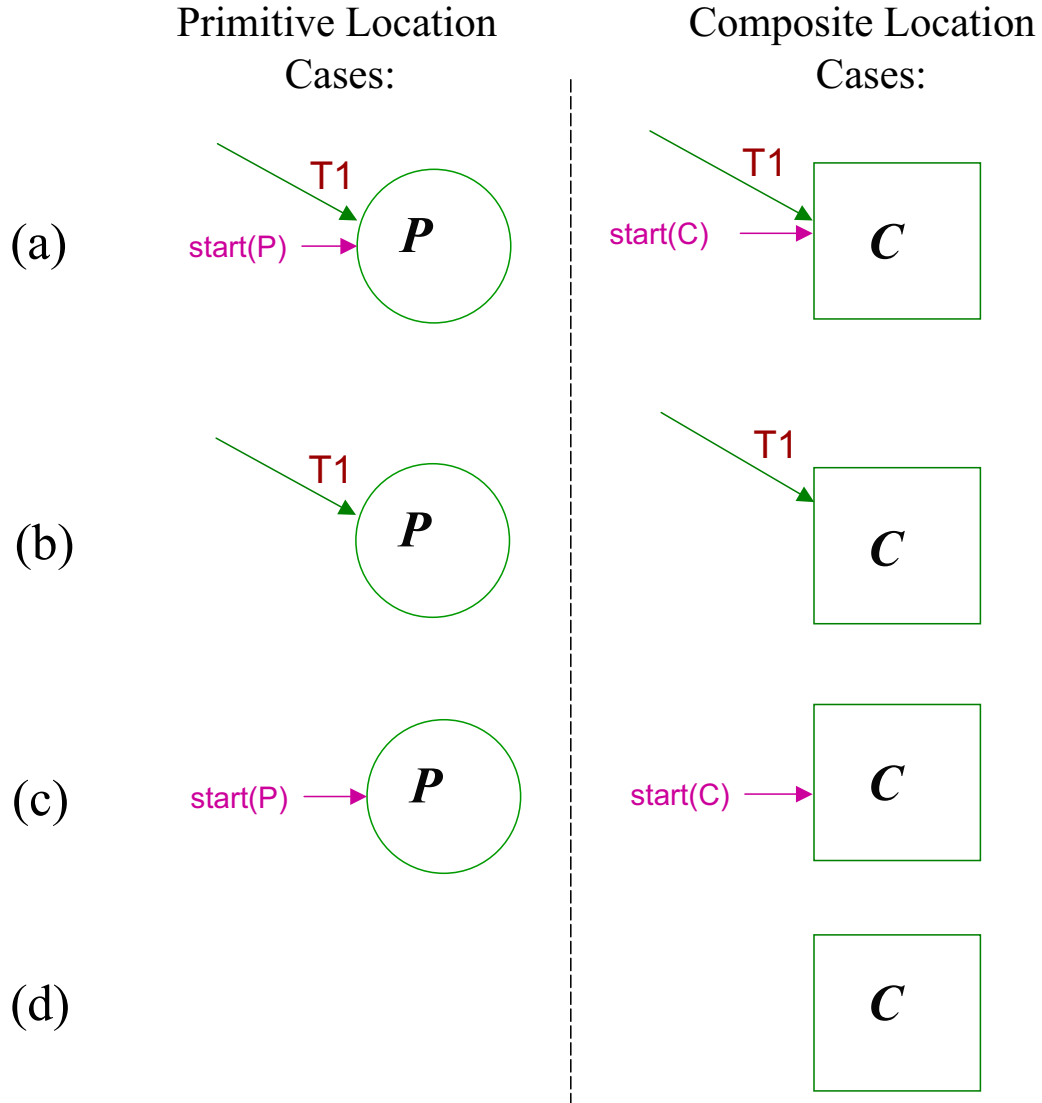 Primitive Location
Cases:
Composite Location
Cases:
(a)
T1
start(P)
P
T1
start(C)
C
(b)
T1
P
T1
C
(c)
start(P)
P
start(C)
C
(d)
C